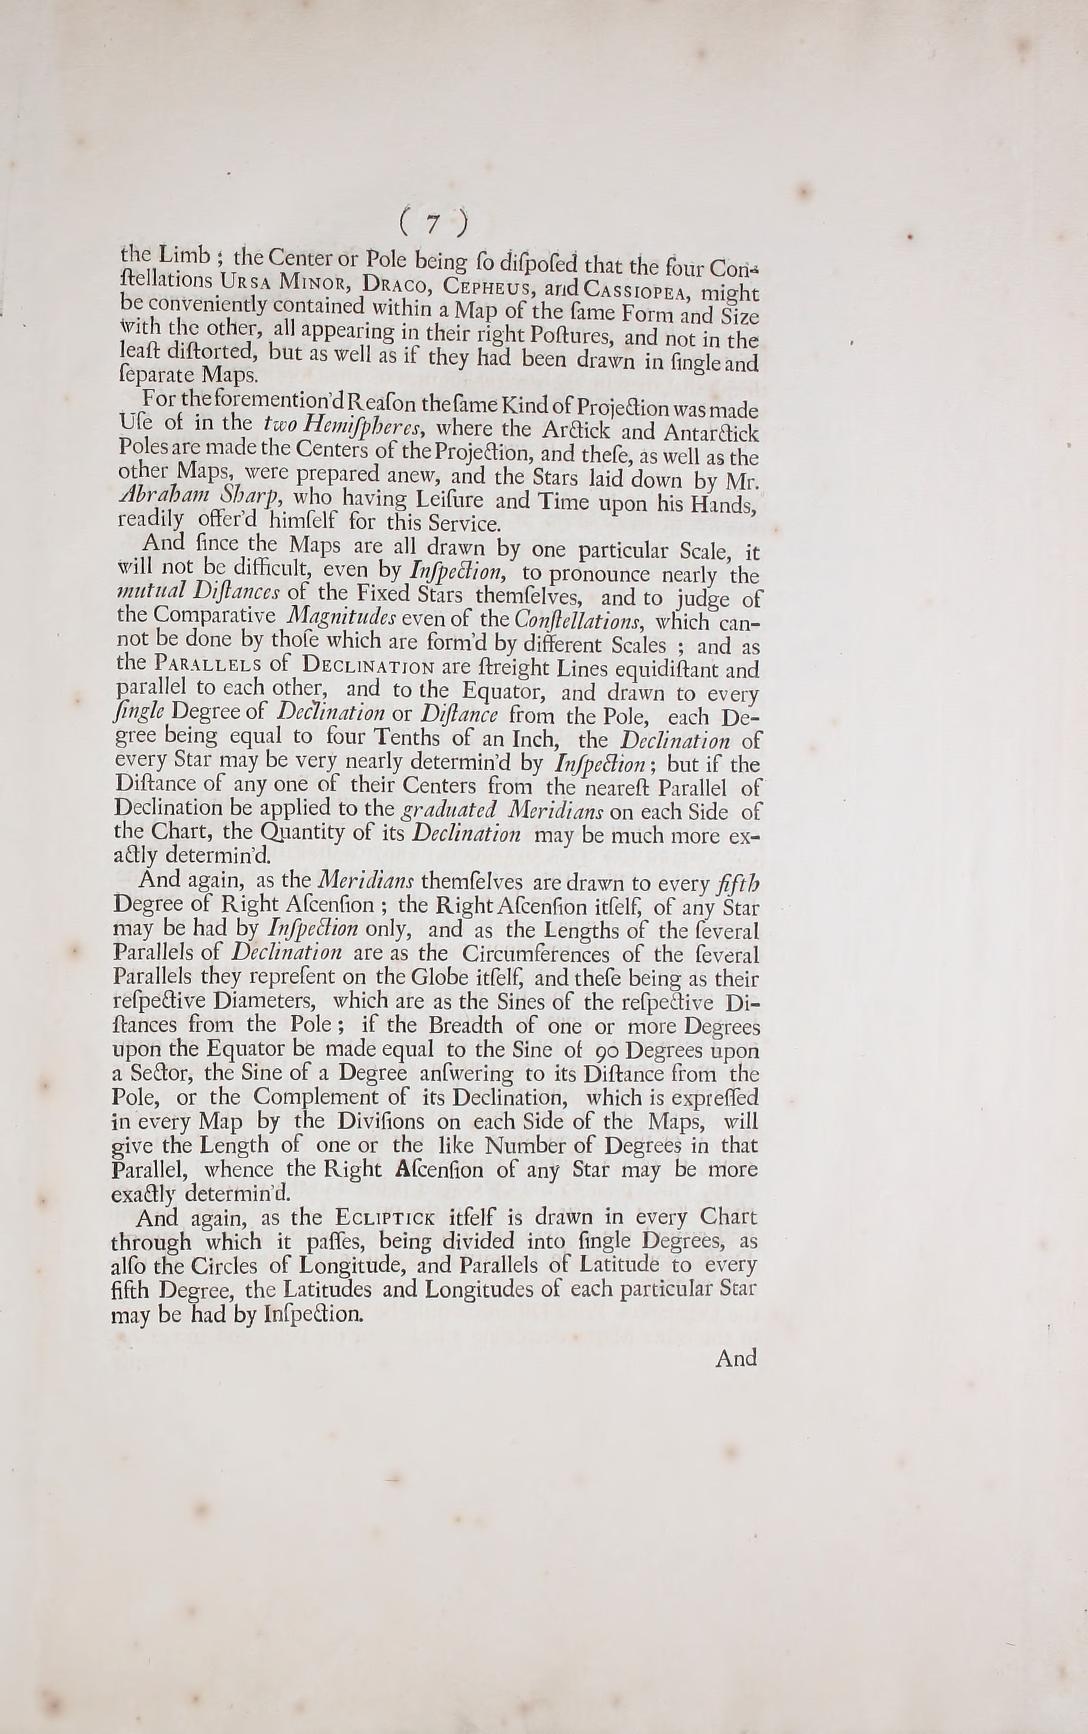 ( 7 )
the Limb ; the Center or Pole being ſo diſpoſed that the four Con-
ſtellations URSA MINOR, DRACO, CEPHEUS, and CASSIOPEA, might
be conveniently contained within a Map of the ſame Form and Size
with the other, all appearing in their right Poſtures, and not in the
leaſt diſtorted, but as well as if they had been drawn in ſingle and
ſeparate Maps.
For the foremention'd Reaſon the ſame Kind of Projection was made
Uſe of in the two Hemiſpheres, where the Arctick and Antarctick
Poles are made the Centers of the Projection, and theſe, as well as the
other Maps, were prepared anew, and the Stars laid down by Mr.
Abraham Sharp, who having Leiſure and Time upon his Hands,
readily offer'd himſelf for this Service.
And ſince the Maps are all drawn by one particular Scale, it
will not be difficult, even by Inſpection, to pronounce nearly the
mutual Diſtances of the Fixed Stars themſelves, and to judge of
the Comparative Magnitudes even of the Conſtellations, which can-
not be done by thoſe which are form'd by different Scales ; and as
the PARALLELS of DECLINATION are ſtreight Lines equidiſtant and
parallel to each other, and to the Equator, and drawn to every
ſingle Degree of Declination or Diſtance from the Pole, each De-
gree being equal to four Tenths of an Inch, the Declination of
every Star may be very nearly determin'd by Inſpection ; but if the
Diſtance of any one of their Centers from the neareſt Parallel of
Declination be applied to the graduated Meridians on each Side of
the Chart, the Quantity of its Declination may be much more ex-
actly determin'd.
And again, as the Meridians themſelves are drawn to every fifth
Degree of Right Aſcenſion ; the Right Aſcenſion itſelf, of any Star
may be had by Inſpection only, and as the Lengths of the ſeveral
Parallels of Declination are as the Circumferences of the ſeveral
Parallels they repreſent on the Globe itſelf, and theſe being as their
reſpective Diameters, which are as the Sines of the reſpective Di-
ſtances from the Pole ; if the Breadth of one or more Degrees
upon the Equator be made equal to the Sine of 90 Degrees upon
a Sector, the Sine of a Degree anſwering to its Diſtance from the
Pole, or the Complement of its Declination, which is expreſſed
in every Map by the Diviſions on each Side of the Maps, will
give the Length of one or the like Number of Degrees in that
Parallel, whence the Right Aſcenſion of any Star may be more
exactly determin'd.
And again, as the ECLIPTICK itſelf is drawn in every Chart
through which it paſſes, being divided into ſingle Degrees, as
alſo the Circles of Longitude, and Parallels of Latitude to every
fifth Degree, the Latitudes and Longitudes of each particular Star
may be had by Inſpection.
And